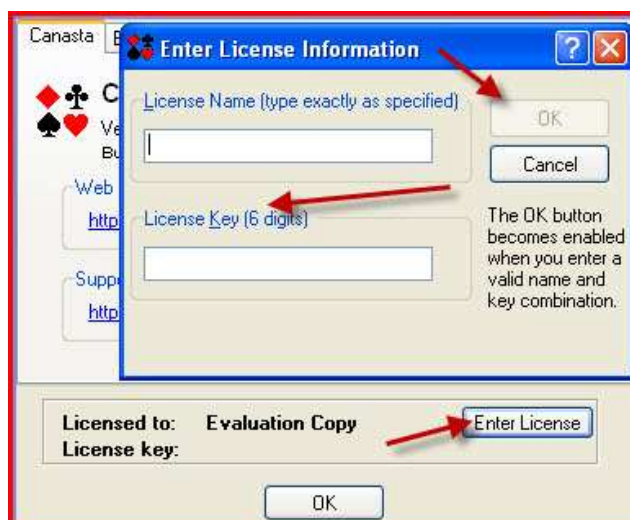 Canasta
Enter License Information
License Name (type exactly as specified)
OK
Cancel
Web
http
License Key (6 digits)
The OK button
becomes enabled
when you enter a
valid name and
key combination.
http
Licensed to: Evaluation Copy
Enter License
License key:
OK